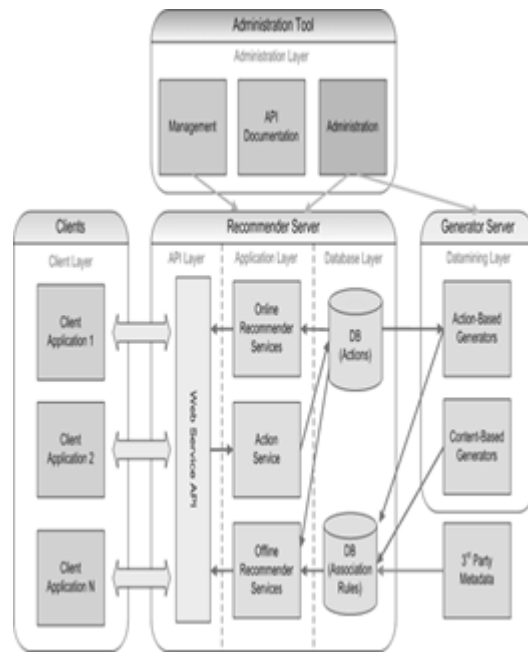 Administration Tool
Administration Layer
Management
API
Documentation
Administration
Clients
Client Layer
Client
Application 1
Client
Application 2
Client
Application N
Recommender Server
API Layer
Application Layer
Database Layer
Web Service API
Online
Recommender
Services
Action
Service
Offline
Recommender
Services
DB
(Actions)
DB
(Association
Rules)
Generator Server
Datamining Layer
Action-Based
Generators
Content-Based
Generators
3rd Party
Metadata